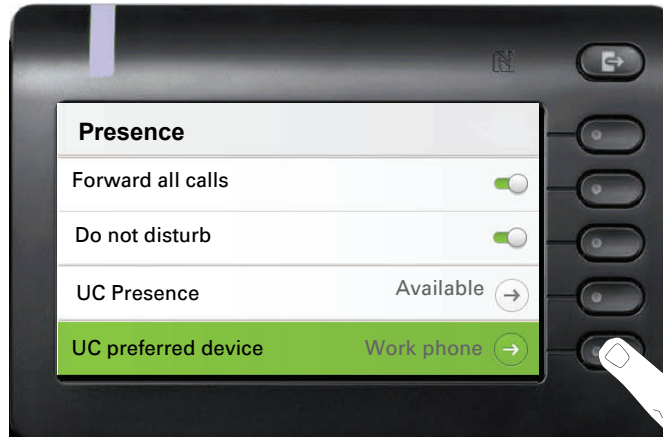 Presence
Forward all calls
Do not disturb
UC Presence Available
UC preferred device Work phone